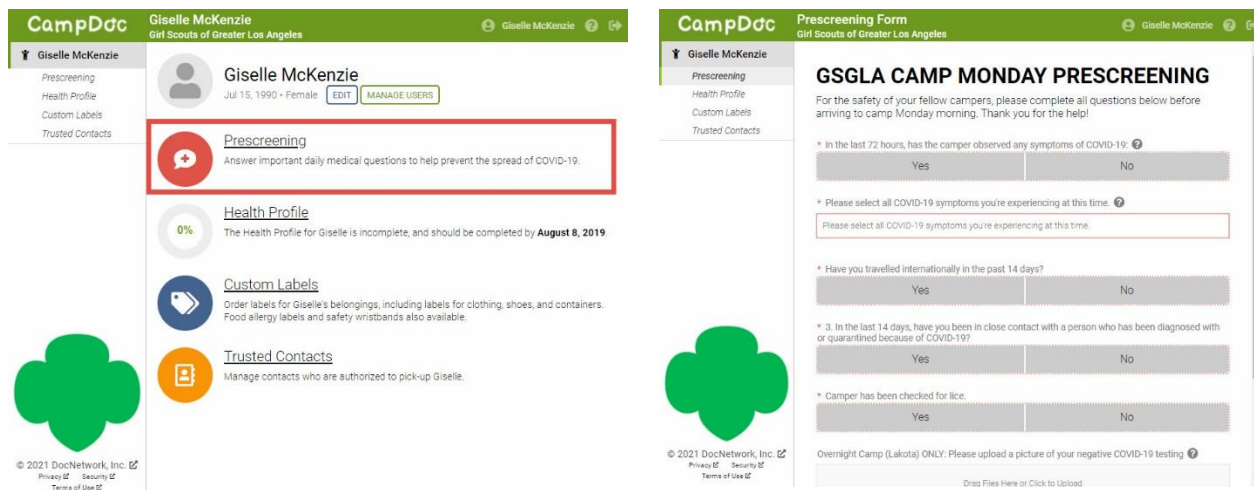 CampDoc
Giselle McKenzie
Girl Scouts of Greater Los Angeles
Giselle McKenzie
Giselle McKenzie
Prescreening
Health Profile
Custom Labels
Trusted Contacts
Giselle McKenzie
Jul 15, 1990 • Female EDIT MANAGE USERS
Prescreening
Answer important daily medical questions to help prevent the spread of COVID-19.
0%
Health Profile
The Health Profile for Giselle is incomplete, and should be completed by August 8, 2019.
Custom Labels
Order labels for Giselle's belongings, including labels for clothing, shoes, and containers.
Food allergy labels and safety wristbands also available.
Trusted Contacts
Manage contacts who are authorized to pick-up Giselle.
© 2021 DocNetwork, Inc.
Privacy Security
Terms of Use
CampDoc
Prescreening Form
Girl Scouts of Greater Los Angeles
Giselle McKenzie
Giselle McKenzie
Prescreening
Health Profile
Custom Labels
Trusted Contacts
GSGLA CAMP MONDAY PRESCREENING
For the safety of your fellow campers, please complete all questions below before
arriving to camp Monday morning. Thank you for the help!
* In the last 72 hours, has the camper observed any symptoms of COVID-19:
Yes No
* Please select all COVID-19 symptoms you're experiencing at this time.
Please select all COVID-19 symptoms you're experiencing at this time.
* Have you travelled internationally in the past 14 days?
Yes No
* 3. In the last 14 days, have you been in close contact with a person who has been diagnosed with
or quarantined because of COVID-19?
Yes No
* Camper has been checked for lice.
Yes No
Overnight Camp (Lakota) ONLY: Please upload a picture of your negative COVID-19 testing
Drag Files Here or Click to Upload
© 2021 DocNetwork, Inc.
Privacy Security
Terms of Use